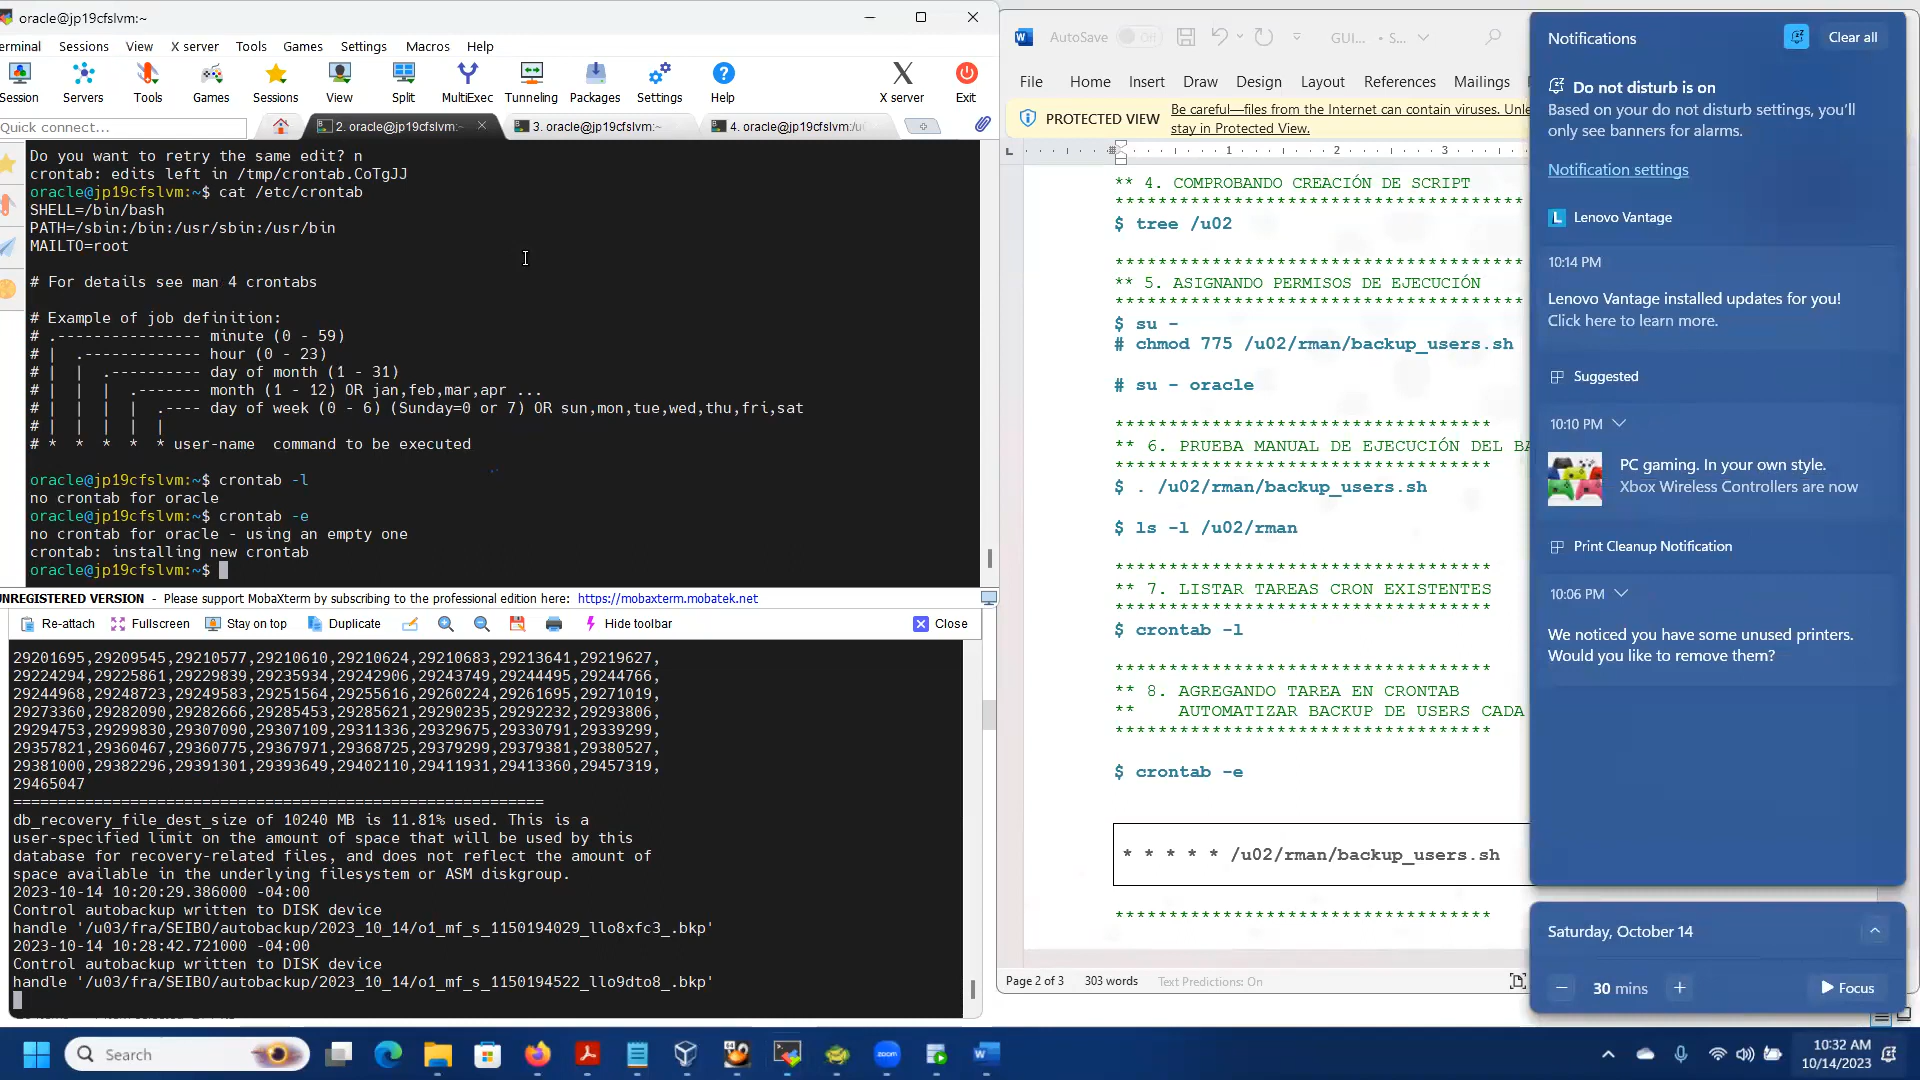 oracle@jp19cfslvm:~
erminal Sessions View X server Tools Games Settings Macros Help
Session Servers Tools Games Sessions View Split MultiExec Tunneling Packages Settings Help X server Exit
Quick connect...
2. oracle@jp19cfslvm:~
3. oracle@jp19cfslvm:~
4. oracle@jp19cfslvm:/u
Do you want to retry the same edit? n
crontab: edits left in /tmp/crontab.CoTgJJ
oracle@jp19cfslvm:~$ cat /etc/crontab
SHELL=/bin/bash
PATH=/sbin:/bin:/usr/sbin:/usr/bin
MAILTO=root
# For details see man 4 crontabs
# Example of job definition:
# .---------------- minute (0 - 59)
# | .------------- hour (0 - 23)
# | | .---------- day of month (1 - 31)
# | | | .------- month (1 - 12) OR jan,feb,mar,apr ...
# | | | | .---- day of week (0 - 6) (Sunday=0 or 7) OR sun,mon,tue,wed,thu,fri,sat
# | | | | |
# * * * * * user-name command to be executed
oracle@jp19cfslvm:~$ crontab -l
no crontab for oracle
oracle@jp19cfslvm:~$ crontab -e
no crontab for oracle - using an empty one
crontab: installing new crontab
oracle@jp19cfslvm:~$
UNREGISTERED VERSION - Please support MobaXterm by subscribing to the professional edition here: https://mobaxterm.mobatek.net
Re-attach Fullscreen Stay on top Duplicate Hide toolbar Close
29201695,29209545,29210577,29210610,29210624,29210683,29213641,29219627,
29224294,29225861,29229839,29235934,29242906,29243749,29244495,29244766,
29244968,29248723,29249583,29251564,29255616,29260224,29261695,29271019,
29273360,29282090,29282666,29285453,29285621,29290235,29292232,29293806,
29294753,29299830,29307090,29307109,29311336,29329675,29330791,29339299,
29357821,29360467,29360775,29367971,29368725,29379299,29379381,29380527,
29381000,29382296,29391301,29393649,29402110,29411931,29413360,29457319,
29465047
===========================================================
db_recovery_file_dest_size of 10240 MB is 11.81% used. This is a
user-specified limit on the amount of space that will be used by this
database for recovery-related files, and does not reflect the amount of
space available in the underlying filesystem or ASM diskgroup.
2023-10-14 10:20:29.386000 -04:00
Control autobackup written to DISK device
handle '/u03/fra/SEIBO/autobackup/2023_10_14/o1_mf_s_1150194029_llo8xfc3_.bkp'
2023-10-14 10:28:42.721000 -04:00
Control autobackup written to DISK device
handle '/u03/fra/SEIBO/autobackup/2023_10_14/o1_mf_s_1150194522_llo9dto8_.bkp'
AutoSave Off GUI... • S...
File Home Insert Draw Design Layout References Mailings
PROTECTED VIEW Be careful—files from the Internet can contain viruses. Unle
stay in Protected View.
1 2 3
** 4. COMPROBANDO CREACIÓN DE SCRIPT
***************************************
$ tree /u02
***************************************
** 5. ASIGNANDO PERMISOS DE EJECUCIÓN
***************************************
$ su -
# chmod 775 /u02/rman/backup_users.sh
# su - oracle
************************************
** 6. PRUEBA MANUAL DE EJECUCIÓN DEL BA
************************************
$ . /u02/rman/backup_users.sh
$ ls -l /u02/rman
************************************
** 7. LISTAR TAREAS CRON EXISTENTES
************************************
$ crontab -l
************************************
** 8. AGREGANDO TAREA EN CRONTAB
** AUTOMATIZAR BACKUP DE USERS CADA
************************************
$ crontab -e
* * * * * /u02/rman/backup_users.sh
************************************
Page 2 of 3 303 words Text Predictions: On
Notifications
Clear all
Do not disturb is on
Based on your do not disturb settings, you'll
only see banners for alarms.
Notification settings
Lenovo Vantage
10:14 PM
Lenovo Vantage installed updates for you!
Click here to learn more.
Suggested
10:10 PM
PC gaming. In your own style.
Xbox Wireless Controllers are now
Print Cleanup Notification
10:06 PM
We noticed you have some unused printers.
Would you like to remove them?
Saturday, October 14
30 mins
Focus
Search
zoom
10:32 AM
10/14/2023